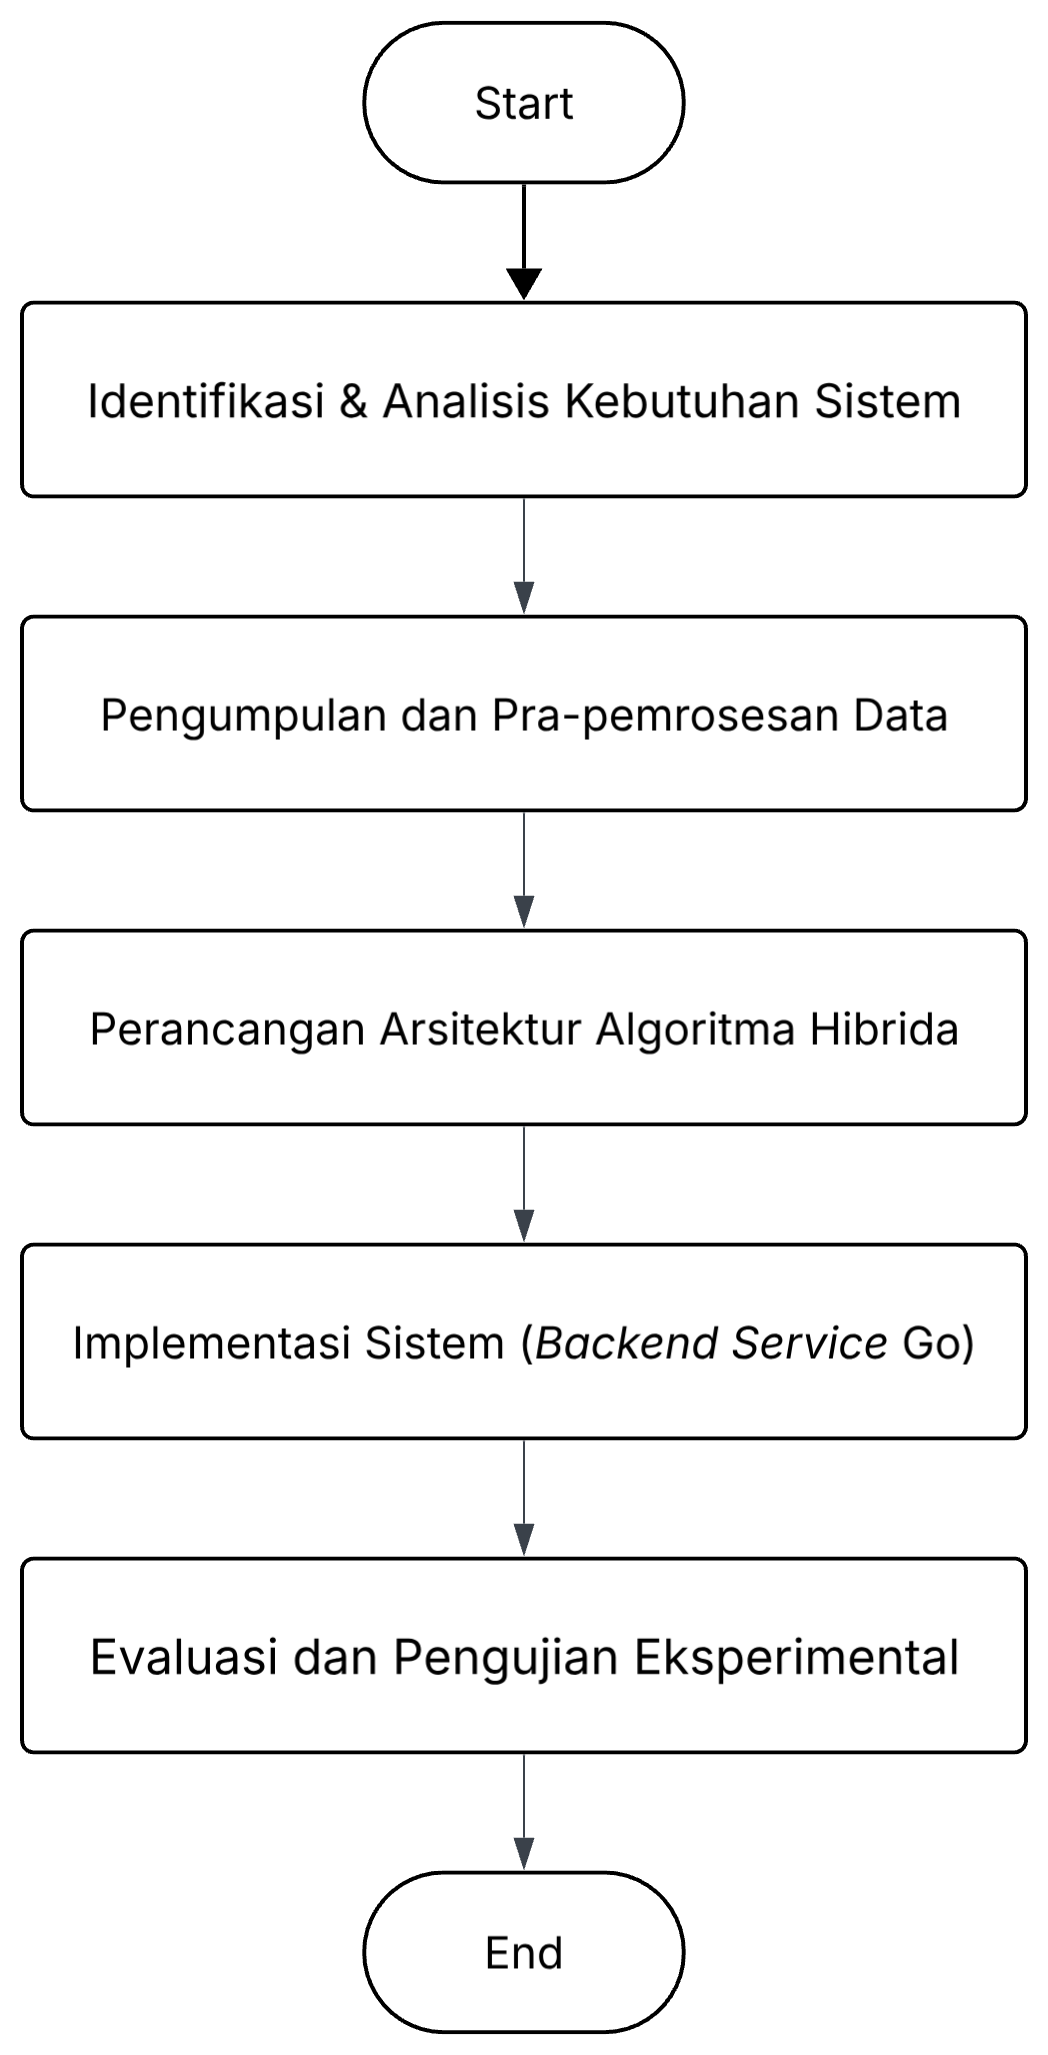 Start
Identifikasi & Analisis Kebutuhan Sistem
Pengumpulan dan Pra-pemrosesan Data
Perancangan Arsitektur Algoritma Hibrida
Implementasi Sistem (Backend Service Go)
Evaluasi dan Pengujian Eksperimental
End